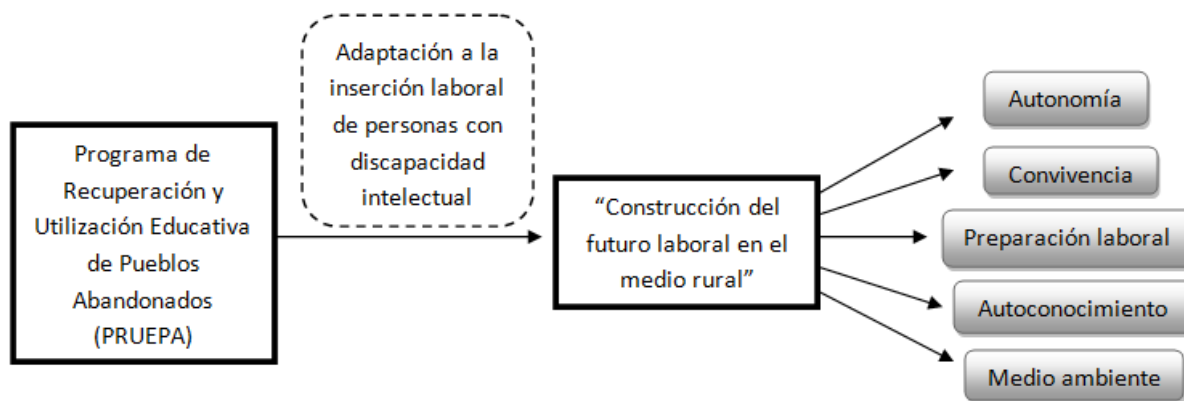 Programa de
Recuperación y
Utilización Educativa
de Pueblos
Abandonados
(PRUEPA)
Adaptación a la
inserción laboral
de personas con
discapacidad
intelectual
“Construcción del
futuro laboral en el
medio rural”
Autonomía
Convivencia
Preparación laboral
Autoconocimiento
Medio ambiente